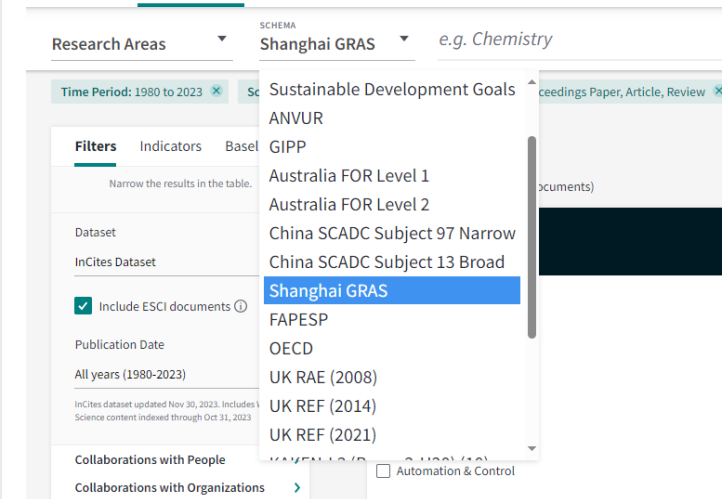 SCHEMA
Research Areas
Shanghai GRAS
e.g. Chemistry
Time Period: 1980 to 2023
Paper, Article, Review
Sustainable Development Goals
ANVUR
GIPP
Australia FOR Level 1
Australia FOR Level 2
China SCADC Subject 97 Narrow
China SCADC Subject 13 Broad
Shanghai GRAS
FAPESP
OECD
UK RAE (2008)
UK REF (2014)
UK REF (2021)
Filters
Indicators
Narrow the results in the table.
Dataset
InCites Dataset
Include ESCI documents
Publication Date
All years (1980-2023)
InCites dataset updated Nov 30, 2023. Includes
Science content indexed through Oct 31, 2023
Collaborations with People
Collaborations with Organizations
Automation & Control